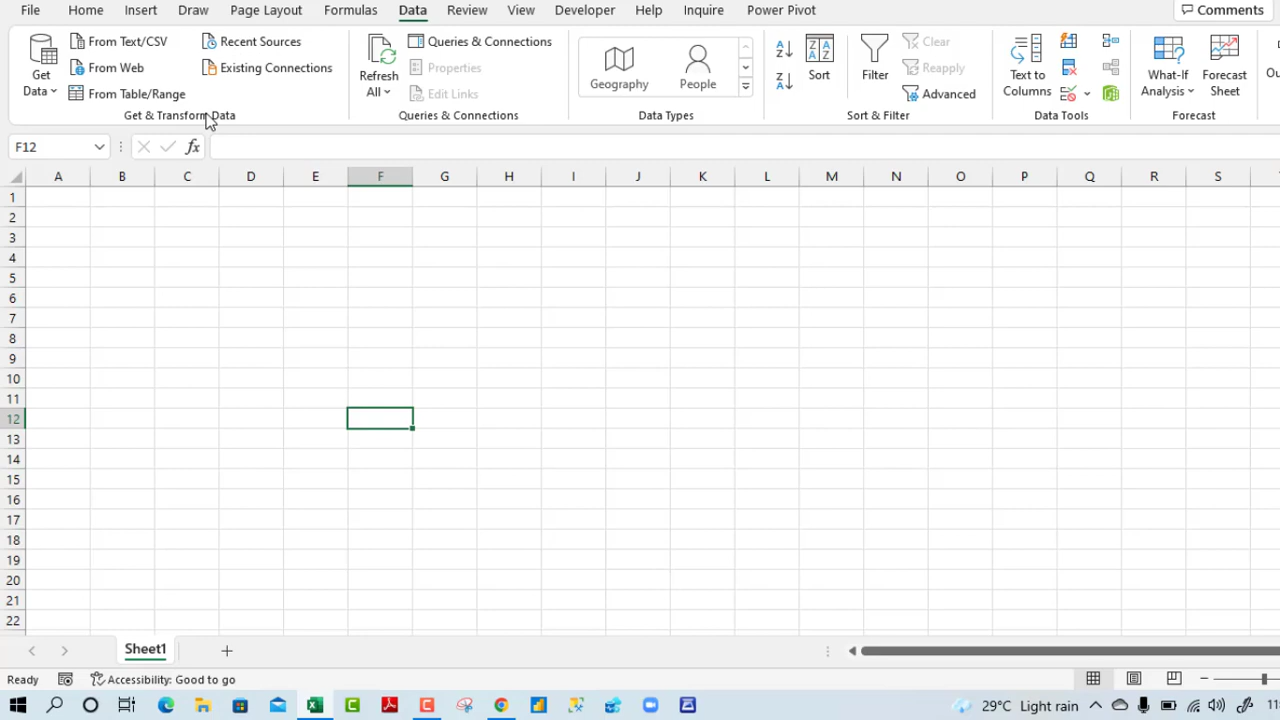 File Home Insert Draw Page Layout Formulas Data Review View Developer Help Inquire Power Pivot Comments
Get Data
From Text/CSV
From Web
From Table/Range
Recent Sources
Existing Connections
Get & Transform Data
Refresh All
Queries & Connections
Properties
Edit Links
Queries & Connections
Geography
People
Data Types
Sort
Filter
Clear
Reapply
Advanced
Sort & Filter
Text to Columns
Data Tools
What-If Analysis
Forecast Sheet
Forecast
F12
fx
A B C D E F G H I J K L M N O P Q R S
1
2
3
4
5
6
7
8
9
10
11
12
13
14
15
16
17
18
19
20
21
22
Sheet1
Ready
Accessibility: Good to go
29°C Light rain